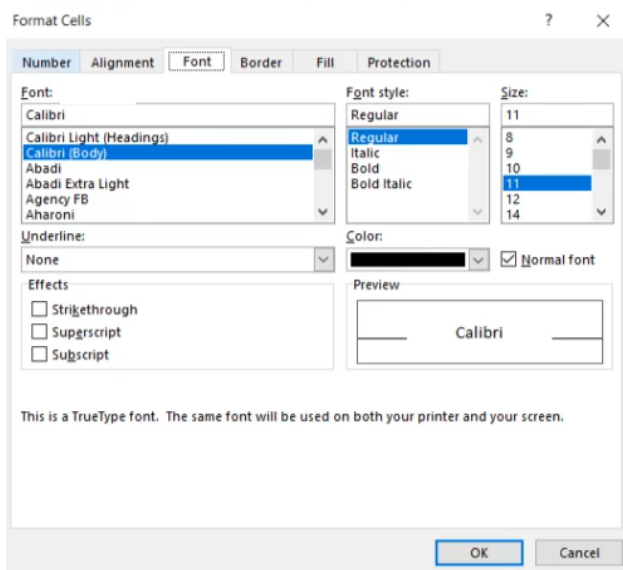 Format Cells ? ×
Number Alignment Font Border Fill Protection
Font: Font style: Size:
Calibri Regular 11
Calibri Light (Headings) Regular 8
Calibri (Body) Italic 9
Abadi Bold 10
Abadi Extra Light Bold Italic 11
Agency FB 12
Aharoni 14
Underline: Color:
None Normal font
Effects Preview
Strikethrough
Superscript Calibri
Subscript
This is a TrueType font. The same font will be used on both your printer and your screen.
OK Cancel